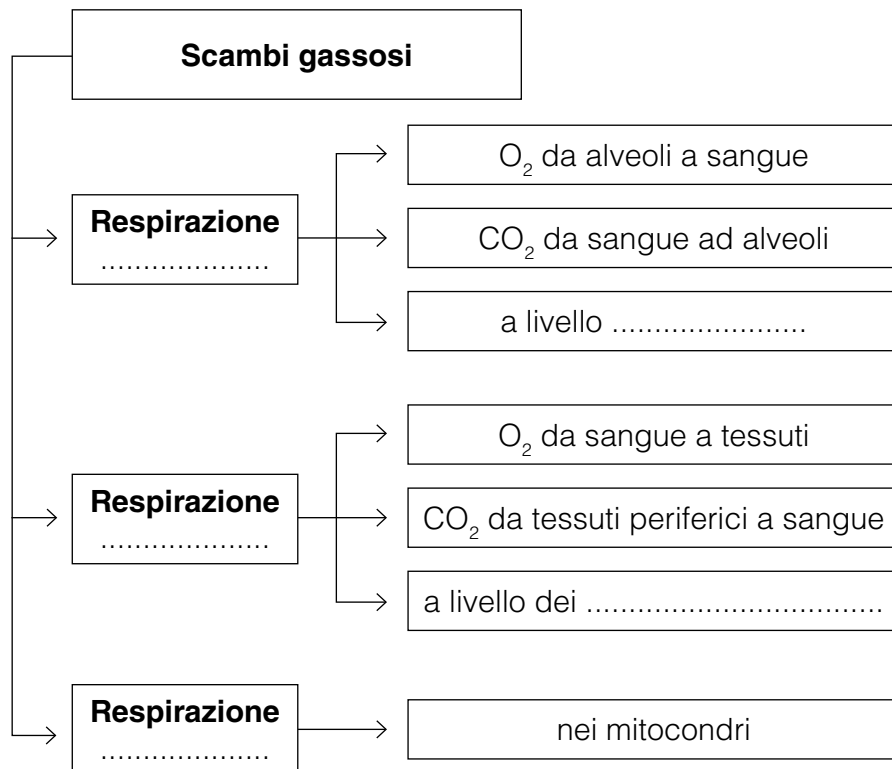 Scambi gassosi
Respirazione
....................
O₂ da alveoli a sangue
CO₂ da sangue ad alveoli
a livello .......................
Respirazione
....................
O₂ da sangue a tessuti
CO₂ da tessuti periferici a sangue
a livello dei ...................................
Respirazione
....................
nei mitocondri